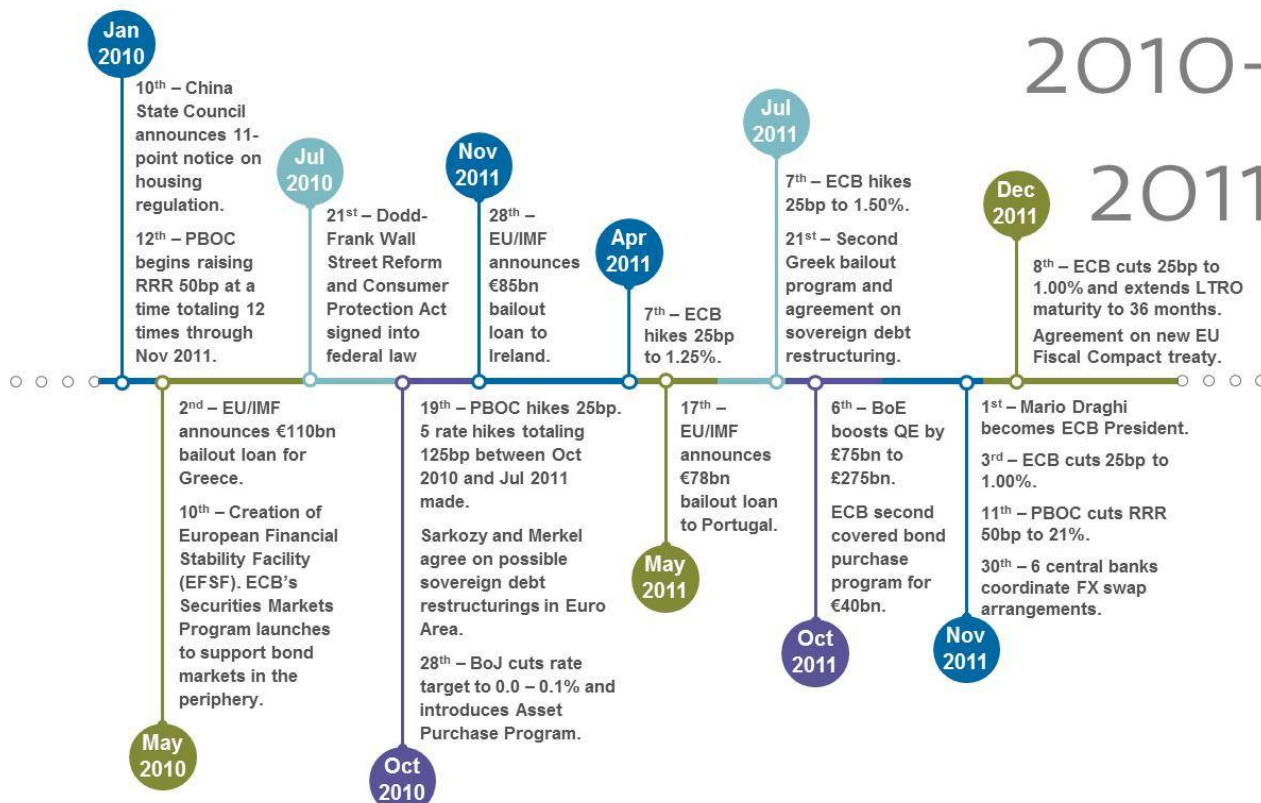 2010-
2011
Jan
2010
10th – China
State Council
announces 11-
point notice on
housing
regulation.
12th – PBOC
begins raising
RRR 50bp at a
time totaling 12
times through
Nov 2011.
May
2010
2nd – EU/IMF
announces €110bn
bailout loan for
Greece.
10th – Creation of
European Financial
Stability Facility
(EFSF). ECB's
Securities Markets
Program launches
to support bond
markets in the
periphery.
Jul
2010
21st – Dodd-
Frank Wall
Street Reform
and Consumer
Protection Act
signed into
federal law
Oct
2010
19th – PBOC hikes 25bp.
5 rate hikes totaling
125bp between Oct
2010 and Jul 2011
made.
Sarkozy and Merkel
agree on possible
sovereign debt
restructurings in Euro
Area.
28th – BoJ cuts rate
target to 0.0 – 0.1% and
introduces Asset
Purchase Program.
Nov
2011
28th –
EU/IMF
announces
€85bn
bailout
loan to
Ireland.
Apr
2011
7th – ECB
hikes 25bp
to 1.25%.
May
2011
17th –
EU/IMF
announces
€78bn
bailout loan
to Portugal.
Jul
2011
7th – ECB hikes
25bp to 1.50%.
21st – Second
Greek bailout
program and
agreement on
sovereign debt
restructuring.
Oct
2011
6th – BoE
boosts QE by
£75bn to
£275bn.
ECB second
covered bond
purchase
program for
€40bn.
Nov
2011
1st – Mario Draghi
becomes ECB President.
3rd – ECB cuts 25bp to
1.00%.
11th – PBOC cuts RRR
50bp to 21%.
30th – 6 central banks
coordinate FX swap
arrangements.
Dec
2011
8th – ECB cuts 25bp to
1.00% and extends LTRO
maturity to 36 months.
Agreement on new EU
Fiscal Compact treaty.